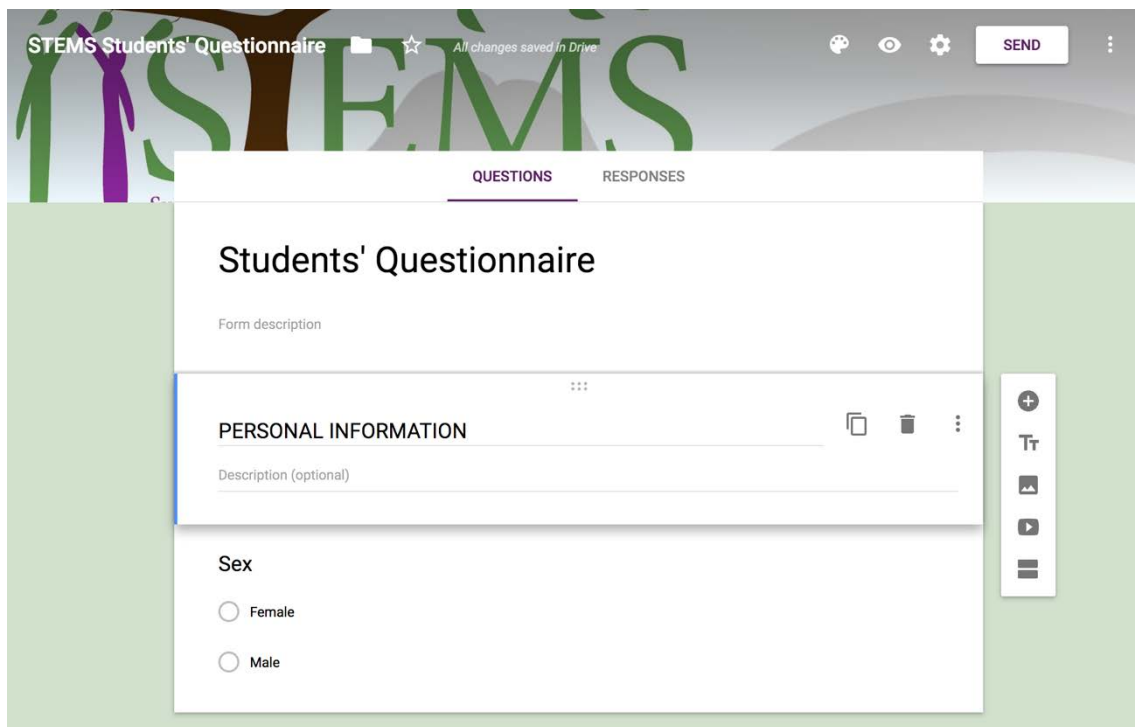 STEMS Students' Questionnaire All changes saved in Drive SEND
STEMS
QUESTIONS RESPONSES
Students' Questionnaire
Form description
PERSONAL INFORMATION
Description (optional)
Sex
Female
Male